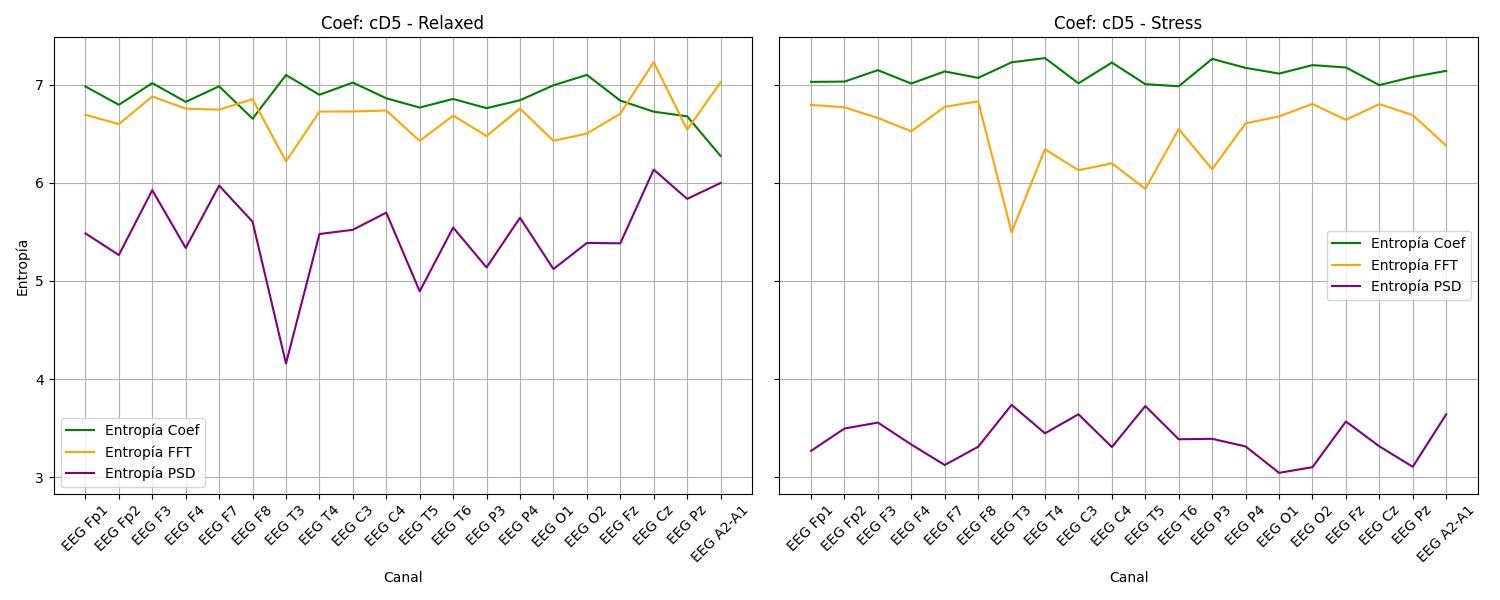 Coef: cD5 - Relaxed
Entropía
7
6
5
4
3
Entropía Coef
Entropía FFT
Entropía PSD
EEG Fp1
EEG Fp2
EEG F3
EEG F4
EEG F7
EEG F8
EEG T3
EEG T4
EEG C3
EEG C4
EEG T5
EEG T6
EEG P3
EEG P4
EEG O1
EEG O2
EEG Fz
EEG Cz
EEG Pz
EEG A2-A1
Canal
Coef: cD5 - Stress
Entropía Coef
Entropía FFT
Entropía PSD
EEG Fp1
EEG Fp2
EEG F3
EEG F4
EEG F7
EEG F8
EEG T3
EEG T4
EEG C3
EEG C4
EEG T5
EEG T6
EEG P3
EEG P4
EEG O1
EEG O2
EEG Fz
EEG Cz
EEG Pz
EEG A2-A1
Canal